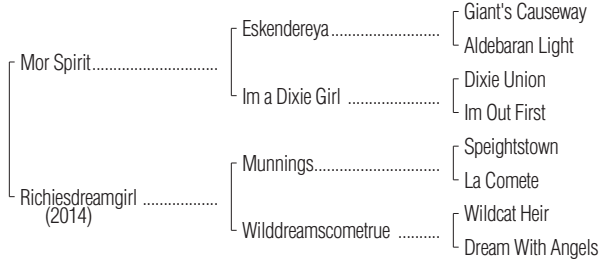 Giant's Causeway
Eskendereya..........................
Aldebaran Light
Mor Spirit..............................
Dixie Union
Im a Dixie Girl ......................
Im Out First
Speightstown
Munnings..............................
La Comete
Richiesdreamgirl ..................
(2014)
Wildcat Heir
Wilddreamscometrue ..........
Dream With Angels